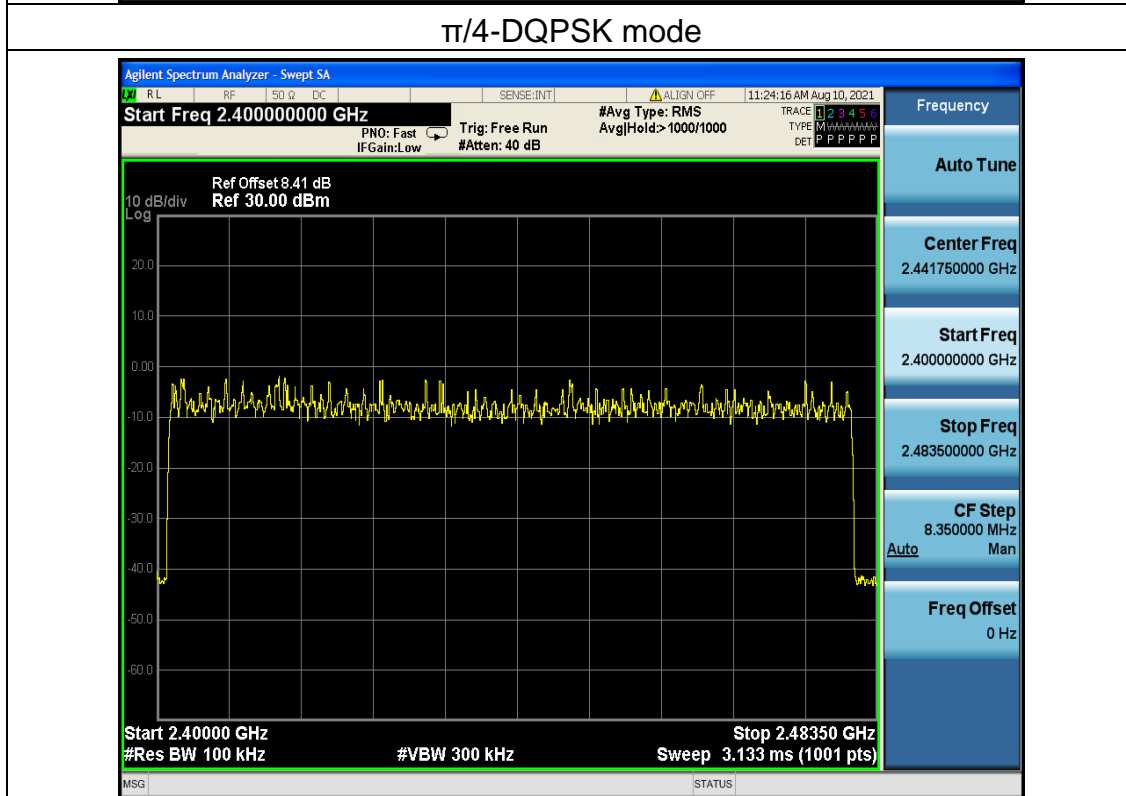 π/4-DQPSK mode
Agilent Spectrum Analyzer - Swept SA
LXI RL RF 50 Ω DC SENSE:INT ALIGN OFF 11:24:16 AM Aug 10, 2021
Start Freq 2.400000000 GHz
PNO: Fast
IFGain:Low
Trig: Free Run
#Atten: 40 dB
#Avg Type: RMS
Avg|Hold:>1000/1000
TRACE 1 2 3 4 5 6
TYPE M
DET P P P P P P
Ref Offset 8.41 dB
10 dB/div Ref 30.00 dBm
Log
20.0
10.0
0.00
-10.0
-20.0
-30.0
-40.0
-50.0
-60.0
Start 2.40000 GHz Stop 2.48350 GHz
#Res BW 100 kHz #VBW 300 kHz Sweep 3.133 ms (1001 pts)
MSG STATUS
Frequency
Auto Tune
Center Freq
2.441750000 GHz
Start Freq
2.400000000 GHz
Stop Freq
2.483500000 GHz
CF Step
8.350000 MHz
Auto Man
Freq Offset
0 Hz